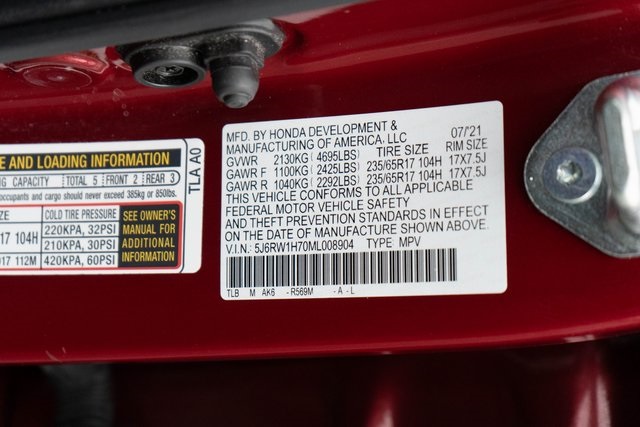 E AND LOADING INFORMATION
NG CAPACITY TOTAL 5 FRONT 2 REAR 3
occupants and cargo should never exceed 385kg or 850lbs.
ZE COLD TIRE PRESSURE
17 104H 220KPA, 32PSI
210KPA, 30PSI
017 112M 420KPA, 60PSI
SEE OWNER'S
MANUAL FOR
ADDITIONAL
INFORMATION
TLA A0
MFD. BY HONDA DEVELOPMENT & 07/'21
MANUFACTURING OF AMERICA, LLC
GVWR 2130KG (4695LBS) TIRE SIZE RIM SIZE
GAWR F 1100KG (2425LBS) 235/65R17 104H 17X7.5J
GAWR R 1040KG (2292LBS) 235/65R17 104H 17X7.5J
THIS VEHICLE CONFORMS TO ALL APPLICABLE
FEDERAL MOTOR VEHICLE SAFETY
AND THEFT PREVENTION STANDARDS IN EFFECT
ON THE DATE OF MANUFACTURE SHOWN ABOVE.
V.I.N.: 5J6RW1H70ML008904 TYPE MPV
TLB M AK6 - R569M - A - L